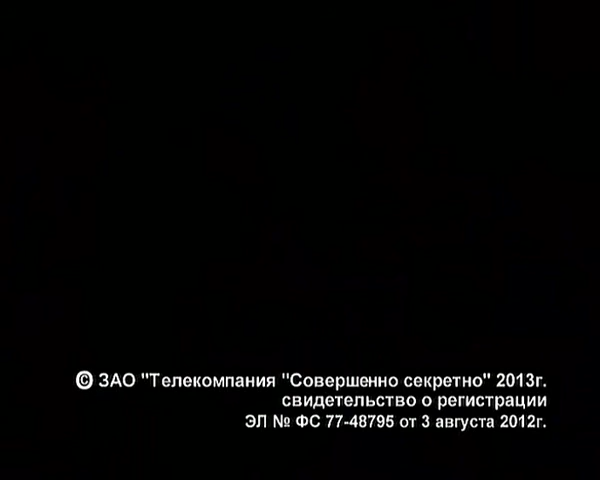 © ЗАО "Телекомпания "Совершенно секретно" 2013г.
свидетельство о регистрации
ЭЛ № ФС 77-48795 от 3 августа 2012г.